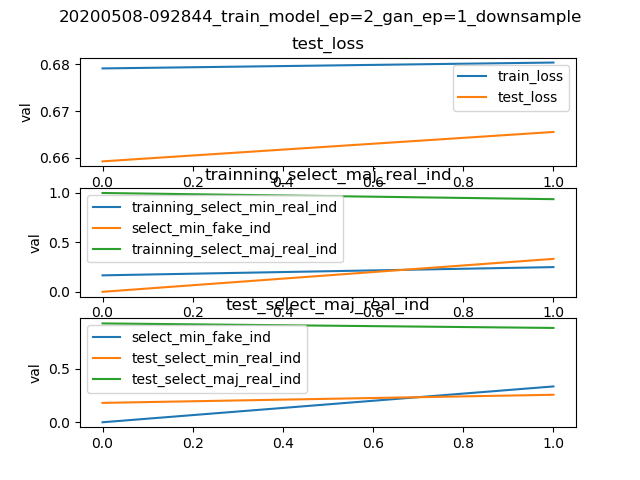 20200508-092844_train_model_ep=2_gan_ep=1_downsample
test_loss
0.68
0.67
0.66
val
train_loss
test_loss
0.0 0.2 0.4 0.6 0.8 1.0
trainning_select_maj_real_ind
1.0
0.5
0.0
val
trainning_select_min_real_ind
select_min_fake_ind
trainning_select_maj_real_ind
0.0 0.2 0.4 0.6 0.8 1.0
test_select_maj_real_ind
0.5
0.0
val
select_min_fake_ind
test_select_min_real_ind
test_select_maj_real_ind
0.0 0.2 0.4 0.6 0.8 1.0